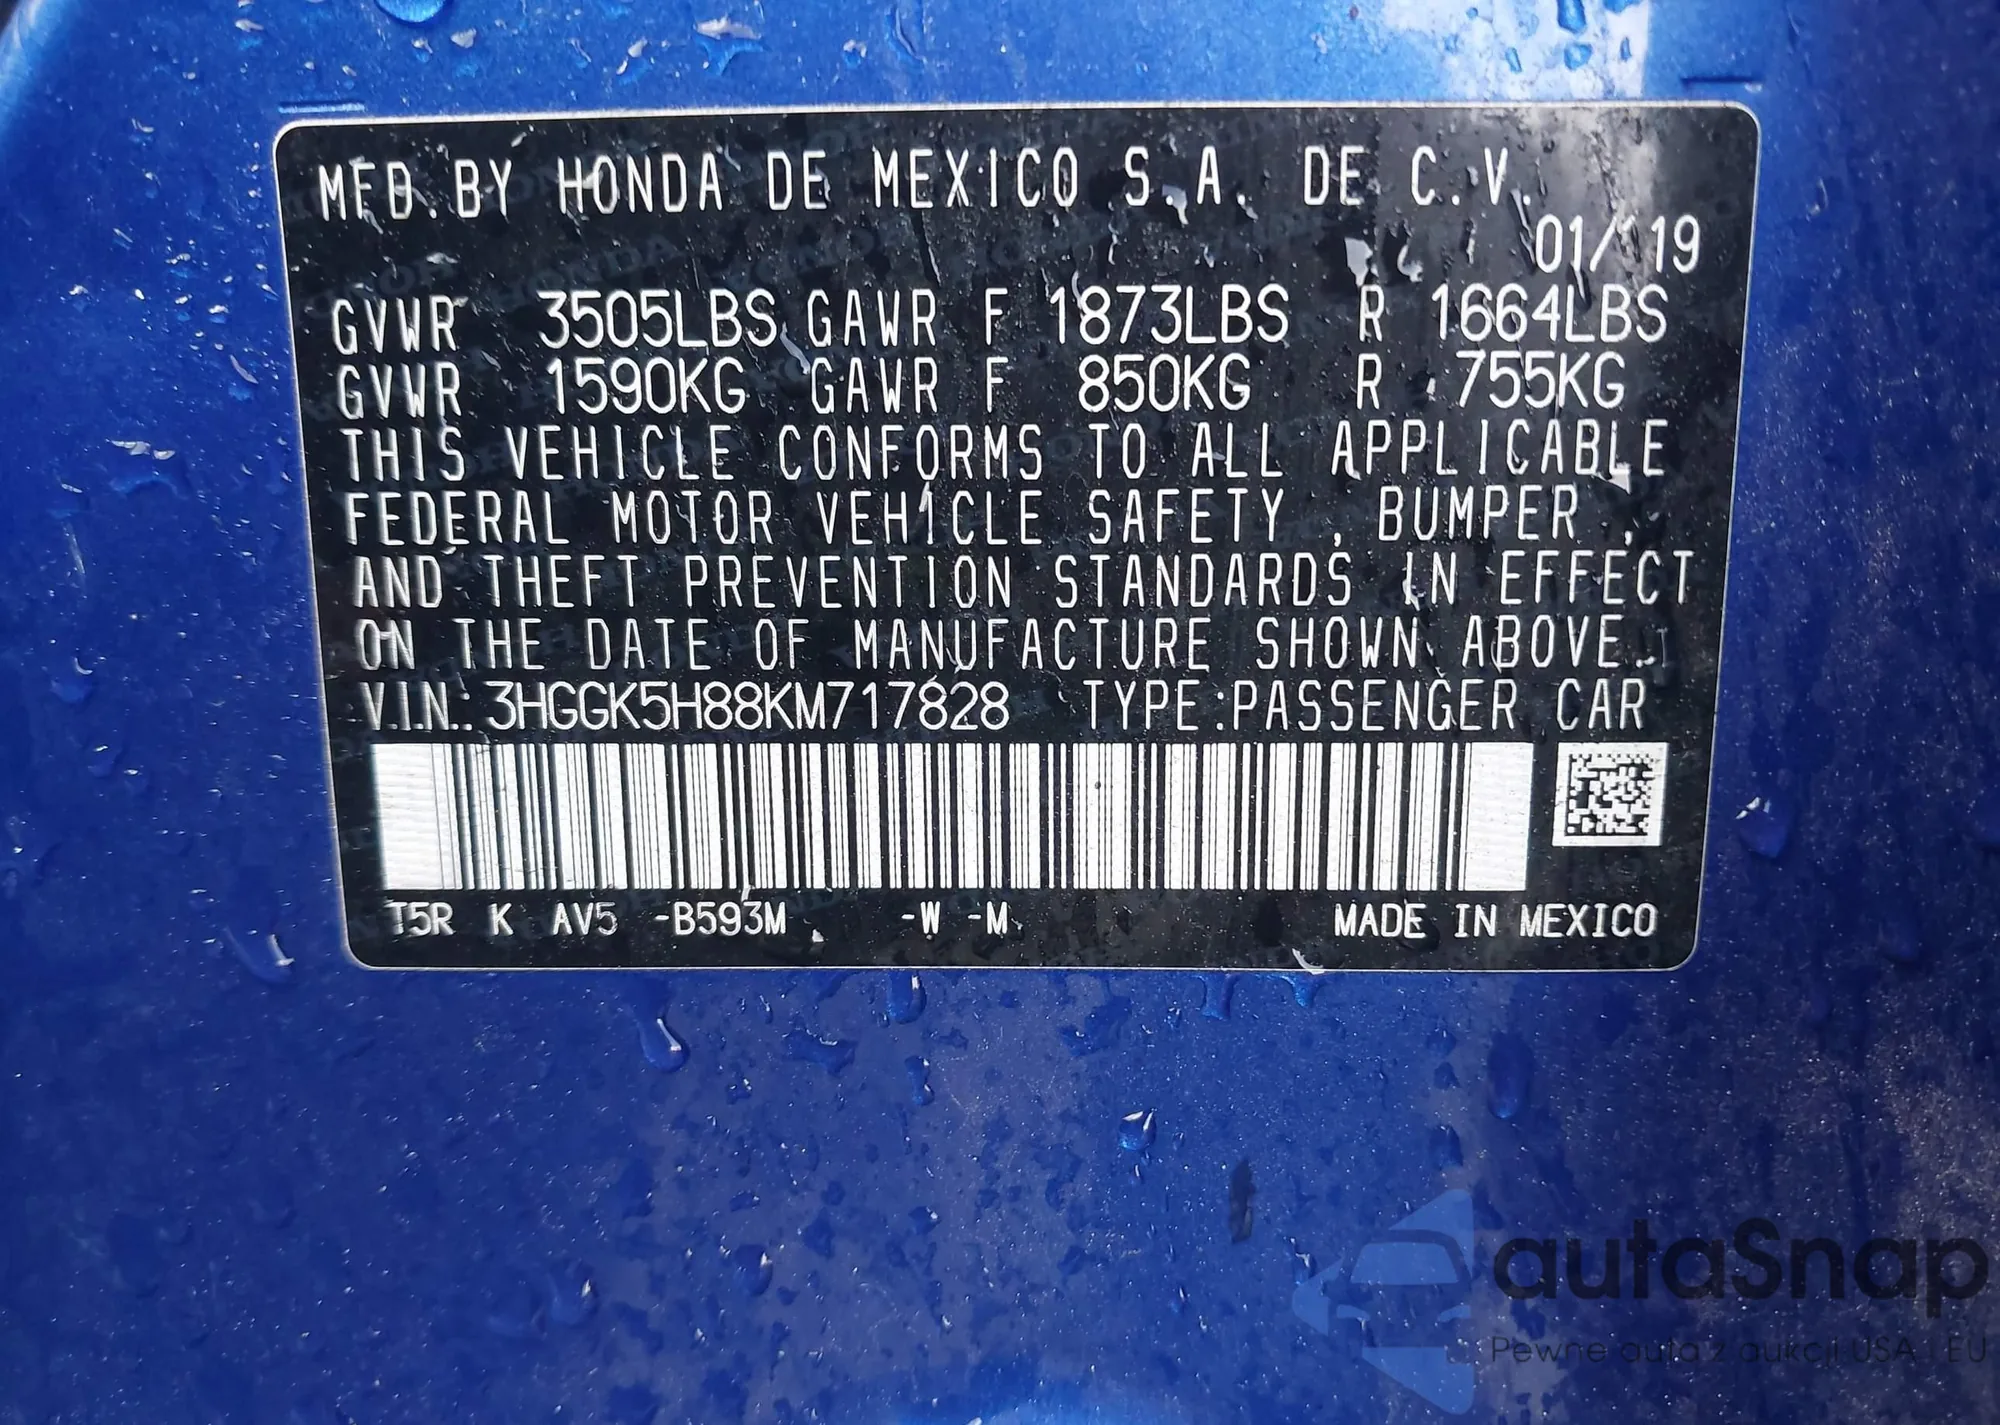 MFD.BY HONDA DE MEXICO S.A. DE C.V.
01/19
GVWR 3505LBS GAWR F 1873LBS R 1664LBS
GVWR 1590KG GAWR F 850KG R 755KG
THIS VEHICLE CONFORMS TO ALL APPLICABLE
FEDERAL MOTOR VEHICLE SAFETY , BUMPER ,
AND THEFT PREVENTION STANDARDS IN EFFECT
ON THE DATE OF MANUFACTURE SHOWN ABOVE.
V.I.N.: 3HGGK5H88KM717828 TYPE:PASSENGER CAR
T5R K AV5 -B593M -W -M
MADE IN MEXICO
autaSnap
Pewne auta z aukcji USA i EU